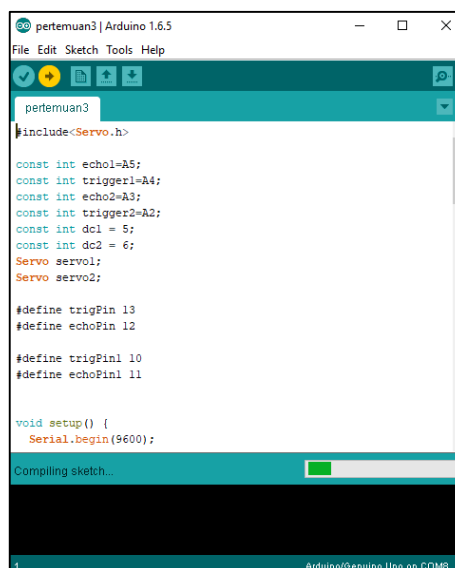 pertemuan3 | Arduino 1.6.5
File Edit Sketch Tools Help
pertemuan3
#include<Servo.h>
const int echo1=A5;
const int trigger1=A4;
const int echo2=A3;
const int trigger2=A2;
const int dc1 = 5;
const int dc2 = 6;
Servo servo1;
Servo servo2;
#define trigPin 13
#define echoPin 12
#define trigPin1 10
#define echoPin1 11
void setup() {
Serial.begin(9600);
Compiling sketch...
1 Arduino/Genuino Uno on COM8